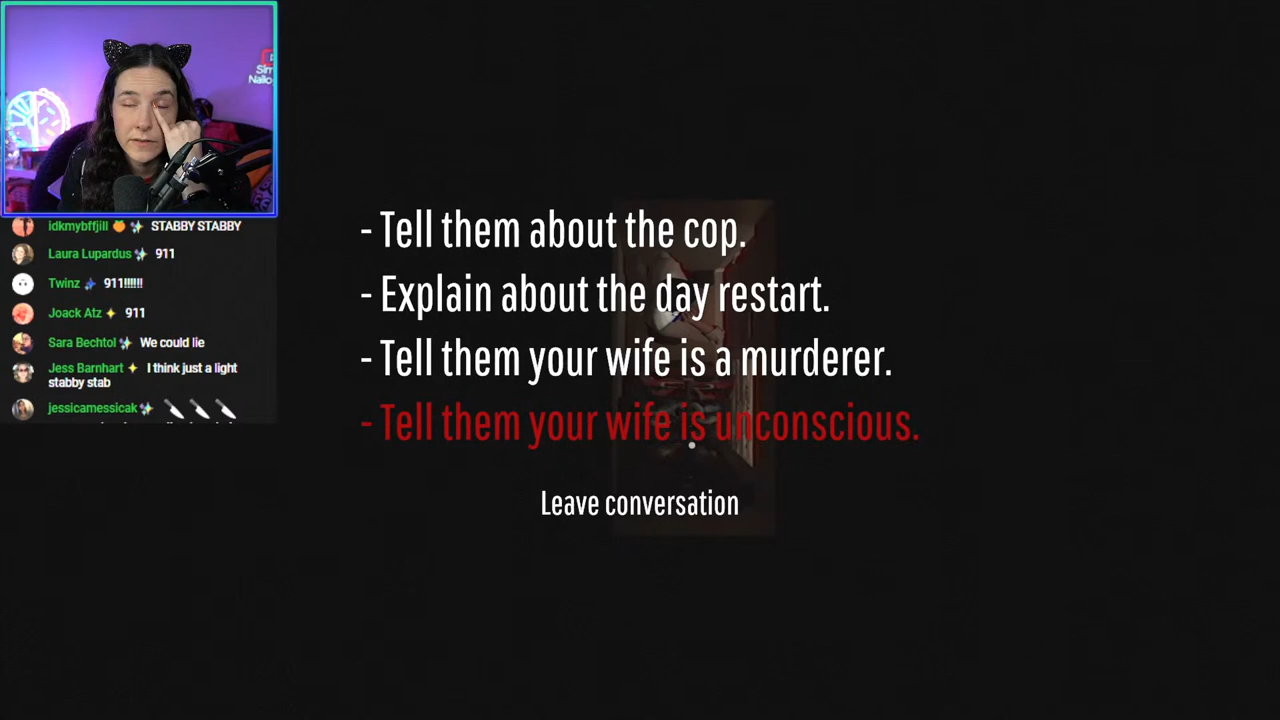 idkmybffjill STABBY STABBY
Laura Lupardus 911
Twinz 911!!!!!!
Joack Atz 911
Sara Bechtol We could lie
Jess Barnhart I think just a light
stabby stab
jessicamessicak
- Tell them about the cop.
- Explain about the day restart.
- Tell them your wife is a murderer.
- Tell them your wife is unconscious.
Leave conversation